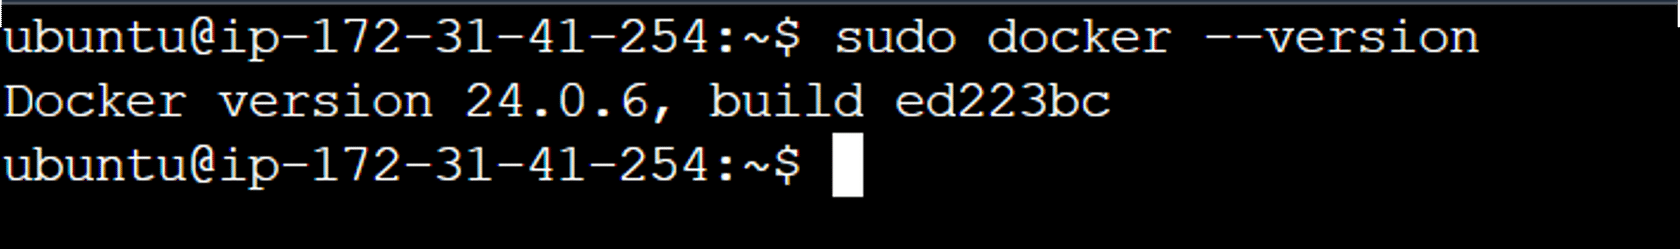 ubuntu@ip-172-31-41-254:~$ sudo docker --version
Docker version 24.0.6, build ed223bc
ubuntu@ip-172-31-41-254:~$